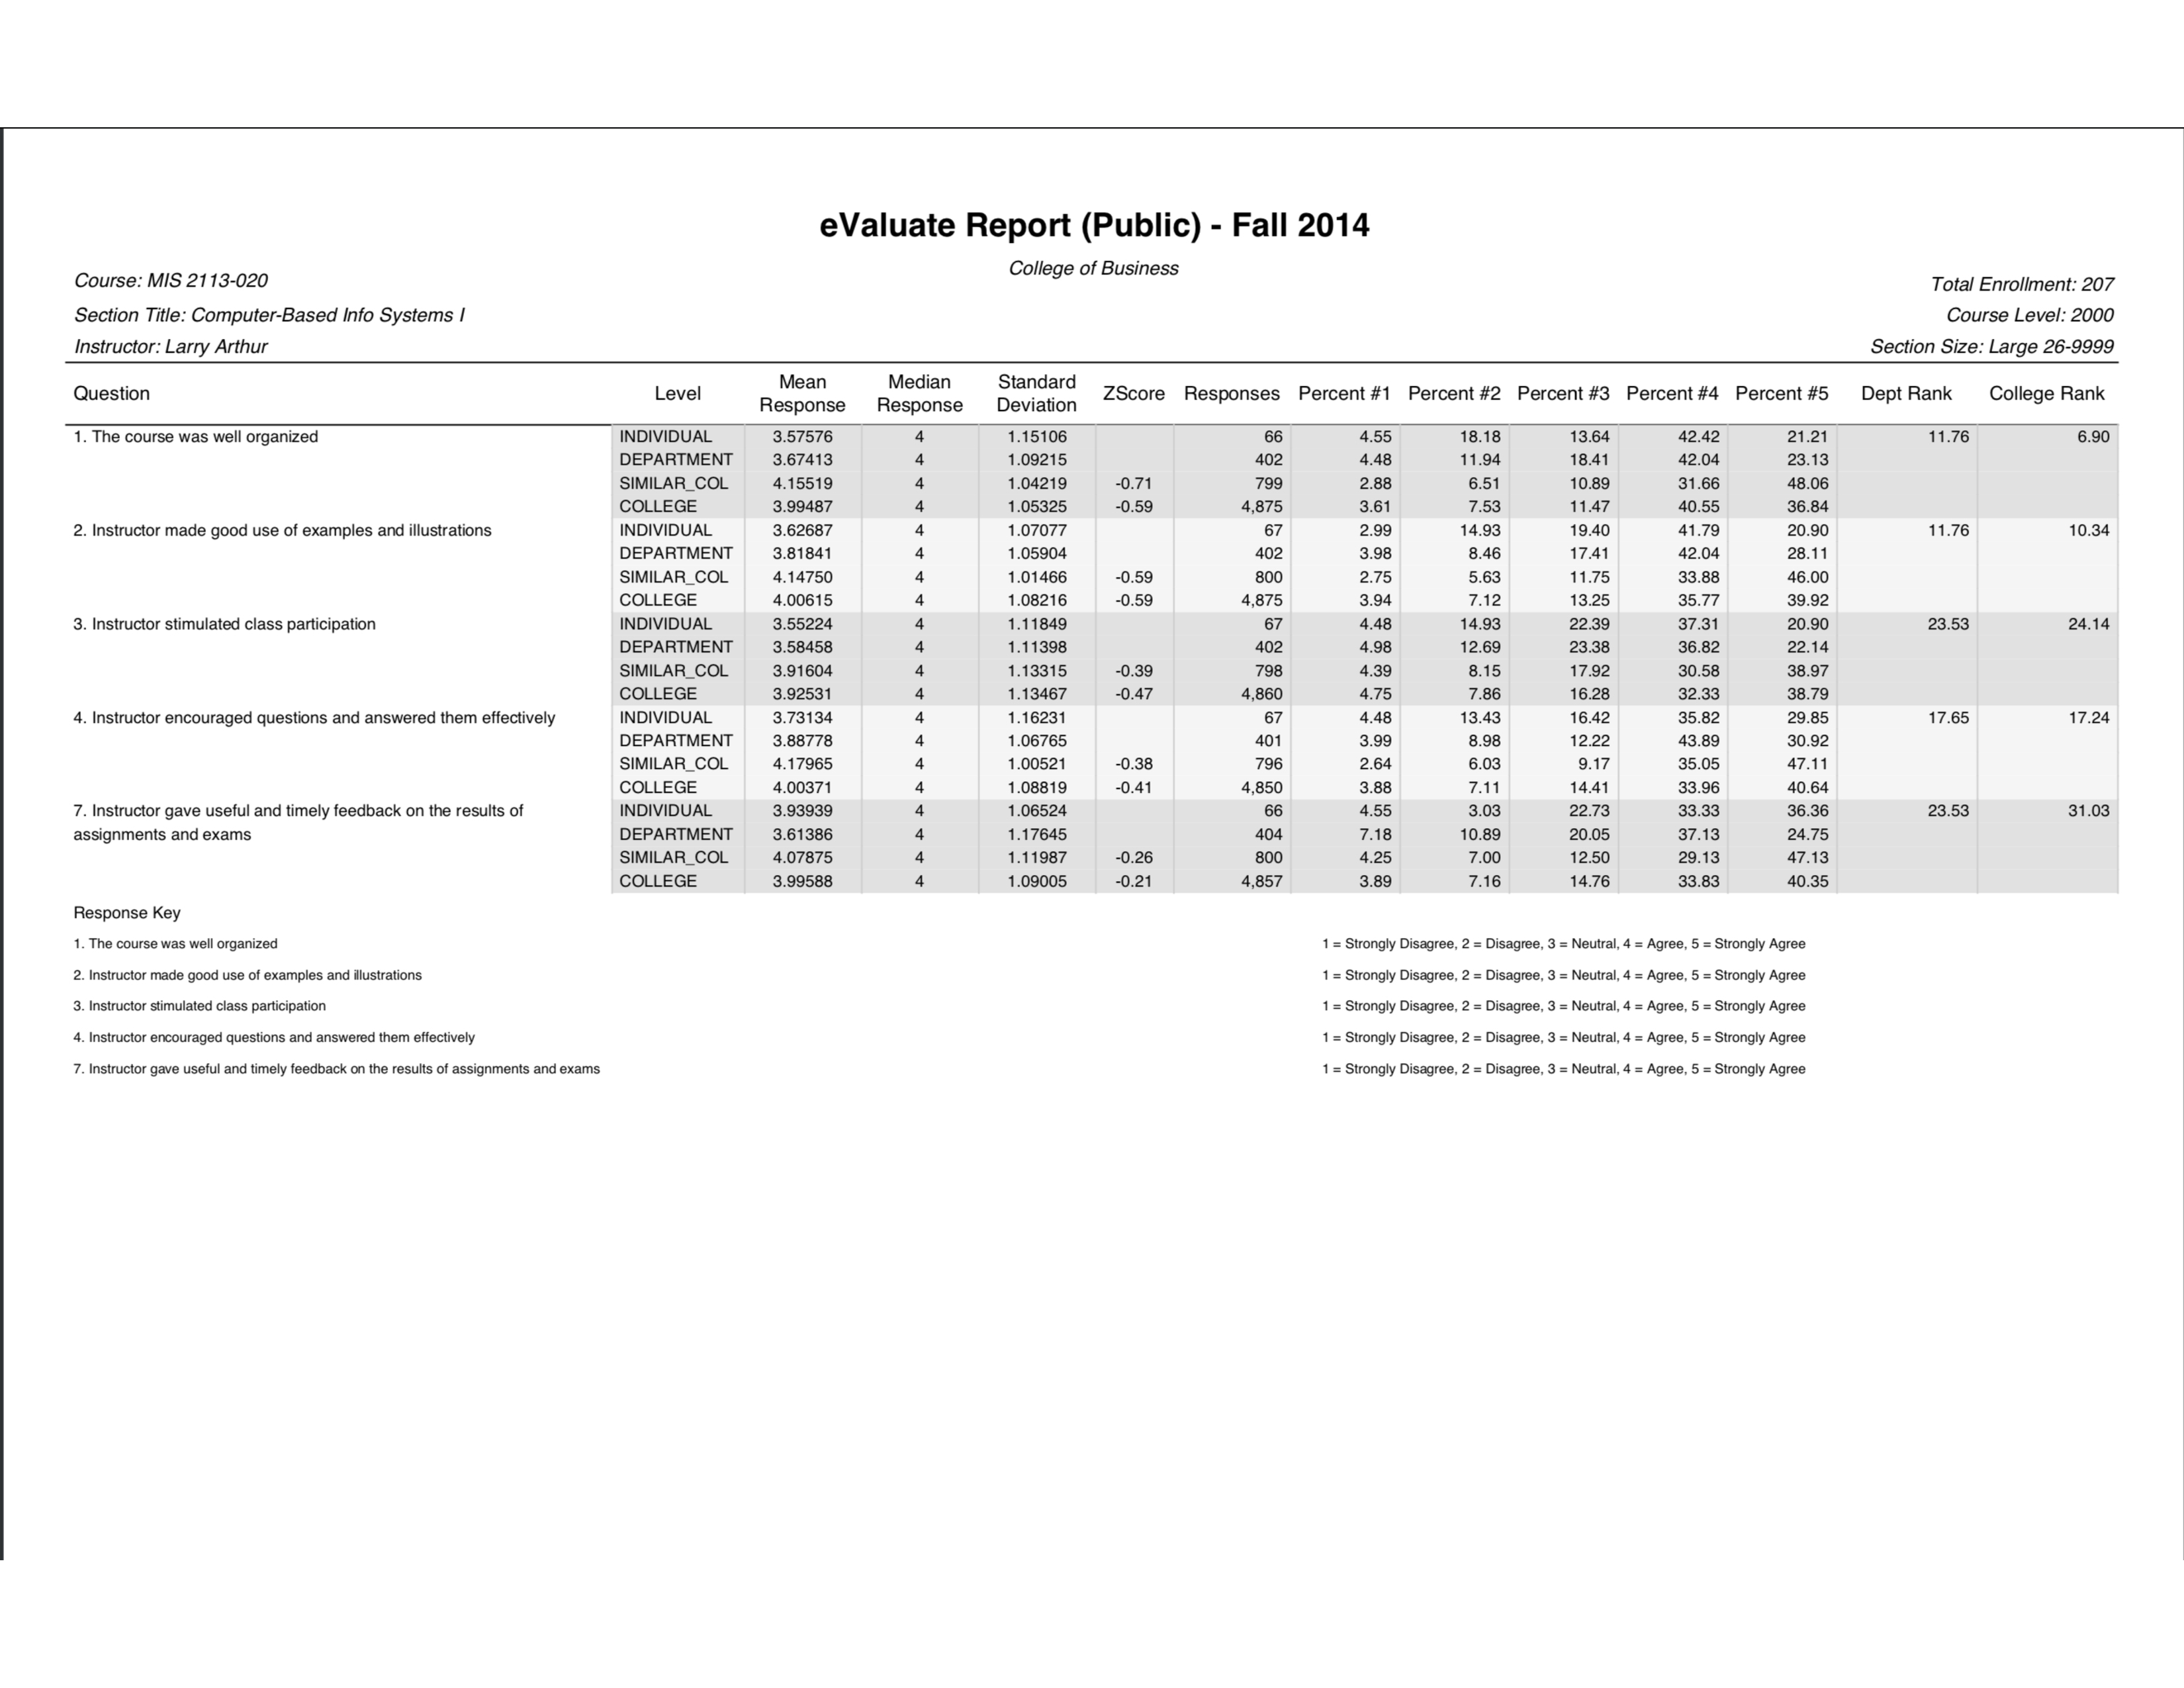 eValuate Report (Public) - Fall 2014
College of Business
Course: MIS 2113-020
Total Enrollment: 207
Section Title: Computer-Based Info Systems I
Course Level: 2000
Instructor: Larry Arthur
Section Size: Large 26-9999
Question Level Mean Response Median Response Standard Deviation ZScore Responses Percent #1 Percent #2 Percent #3 Percent #4 Percent #5 Dept Rank College Rank
1. The course was well organized INDIVIDUAL 3.57576 4 1.15106 66 4.55 18.18 13.64 42.42 21.21 11.76 6.90
DEPARTMENT 3.67413 4 1.09215 402 4.48 11.94 18.41 42.04 23.13
SIMILAR_COL 4.15519 4 1.04219 -0.71 799 2.88 6.51 10.89 31.66 48.06
COLLEGE 3.99487 4 1.05325 -0.59 4,875 3.61 7.53 11.47 40.55 36.84
2. Instructor made good use of examples and illustrations INDIVIDUAL 3.62687 4 1.07077 67 2.99 14.93 19.40 41.79 20.90 11.76 10.34
DEPARTMENT 3.81841 4 1.05904 402 3.98 8.46 17.41 42.04 28.11
SIMILAR_COL 4.14750 4 1.01466 -0.59 800 2.75 5.63 11.75 33.88 46.00
COLLEGE 4.00615 4 1.08216 -0.59 4,875 3.94 7.12 13.25 35.77 39.92
3. Instructor stimulated class participation INDIVIDUAL 3.55224 4 1.11849 67 4.48 14.93 22.39 37.31 20.90 23.53 24.14
DEPARTMENT 3.58458 4 1.11398 402 4.98 12.69 23.38 36.82 22.14
SIMILAR_COL 3.91604 4 1.13315 -0.39 798 4.39 8.15 17.92 30.58 38.97
COLLEGE 3.92531 4 1.13467 -0.47 4,860 4.75 7.86 16.28 32.33 38.79
4. Instructor encouraged questions and answered them effectively INDIVIDUAL 3.73134 4 1.16231 67 4.48 13.43 16.42 35.82 29.85 17.65 17.24
DEPARTMENT 3.88778 4 1.06765 401 3.99 8.98 12.22 43.89 30.92
SIMILAR_COL 4.17965 4 1.00521 -0.38 796 2.64 6.03 9.17 35.05 47.11
COLLEGE 4.00371 4 1.08819 -0.41 4,850 3.88 7.11 14.41 33.96 40.64
7. Instructor gave useful and timely feedback on the results of INDIVIDUAL 3.93939 4 1.06524 66 4.55 3.03 22.73 33.33 36.36 23.53 31.03
assignments and exams DEPARTMENT 3.61386 4 1.17645 404 7.18 10.89 20.05 37.13 24.75
SIMILAR_COL 4.07875 4 1.11987 -0.26 800 4.25 7.00 12.50 29.13 47.13
COLLEGE 3.99588 4 1.09005 -0.21 4,857 3.89 7.16 14.76 33.83 40.35
Response Key
1. The course was well organized 1 = Strongly Disagree, 2 = Disagree, 3 = Neutral, 4 = Agree, 5 = Strongly Agree
2. Instructor made good use of examples and illustrations 1 = Strongly Disagree, 2 = Disagree, 3 = Neutral, 4 = Agree, 5 = Strongly Agree
3. Instructor stimulated class participation 1 = Strongly Disagree, 2 = Disagree, 3 = Neutral, 4 = Agree, 5 = Strongly Agree
4. Instructor encouraged questions and answered them effectively 1 = Strongly Disagree, 2 = Disagree, 3 = Neutral, 4 = Agree, 5 = Strongly Agree
7. Instructor gave useful and timely feedback on the results of assignments and exams 1 = Strongly Disagree, 2 = Disagree, 3 = Neutral, 4 = Agree, 5 = Strongly Agree